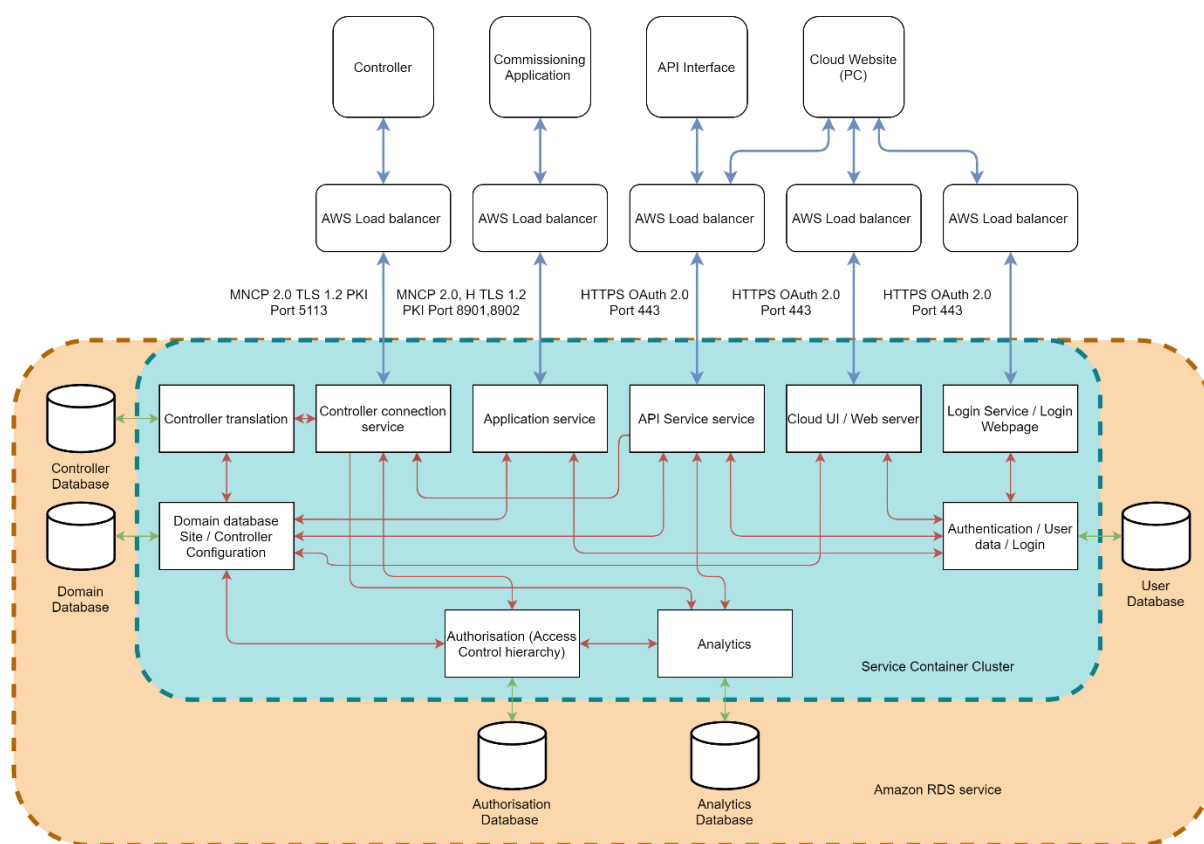 Controller
Commissioning
Application
API Interface
Cloud Website
(PC)
AWS Load balancer
AWS Load balancer
AWS Load balancer
AWS Load balancer
AWS Load balancer
MNCP 2.0 TLS 1.2 PKI
Port 5113
MNCP 2.0, H TLS 1.2
PKI Port 8901,8902
HTTPS OAuth 2.0
Port 443
HTTPS OAuth 2.0
Port 443
HTTPS OAuth 2.0
Port 443
Controller translation
Controller connection
service
Application service
API Service service
Cloud UI / Web server
Login Service / Login
Webpage
Controller
Database
Domain database
Site / Controller
Configuration
Authentication / User
data / Login
Domain
Database
User
Database
Authorisation (Access
Control hierarchy)
Analytics
Service Container Cluster
Authorisation
Database
Analytics
Database
Amazon RDS service